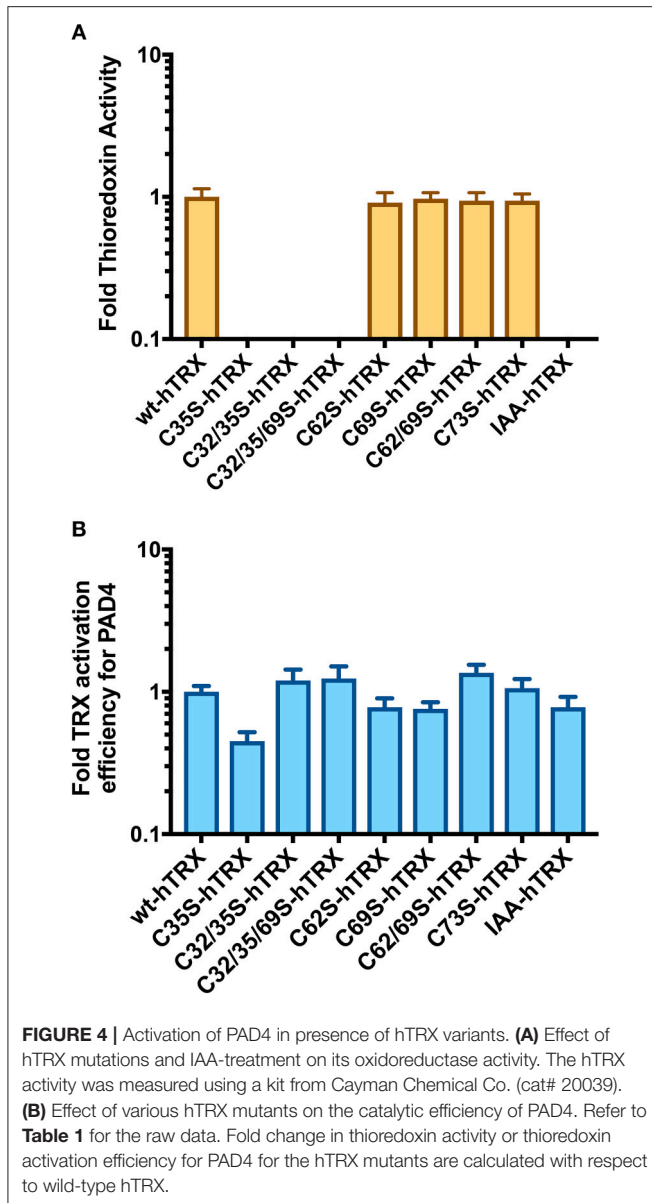 A
Fold Thioredoxin Activity
10
1
0.1
wt-hTRX
C35S-hTRX
C32/35S-hTRX
C32/35/69S-hTRX
C62S-hTRX
C69S-hTRX
C62/69S-hTRX
C73S-hTRX
IAA-hTRX
B
Fold TRX activation
efficiency for PAD4
10
1
0.1
wt-hTRX
C35S-hTRX
C32/35S-hTRX
C32/35/69S-hTRX
C62S-hTRX
C69S-hTRX
C62/69S-hTRX
C73S-hTRX
IAA-hTRX
FIGURE 4 | Activation of PAD4 in presence of hTRX variants. (A) Effect of
hTRX mutations and IAA-treatment on its oxidoreductase activity. The hTRX
activity was measured using a kit from Cayman Chemical Co. (cat# 20039).
(B) Effect of various hTRX mutants on the catalytic efficiency of PAD4. Refer to
Table 1 for the raw data. Fold change in thioredoxin activity or thioredoxin
activation efficiency for PAD4 for the hTRX mutants are calculated with respect
to wild-type hTRX.